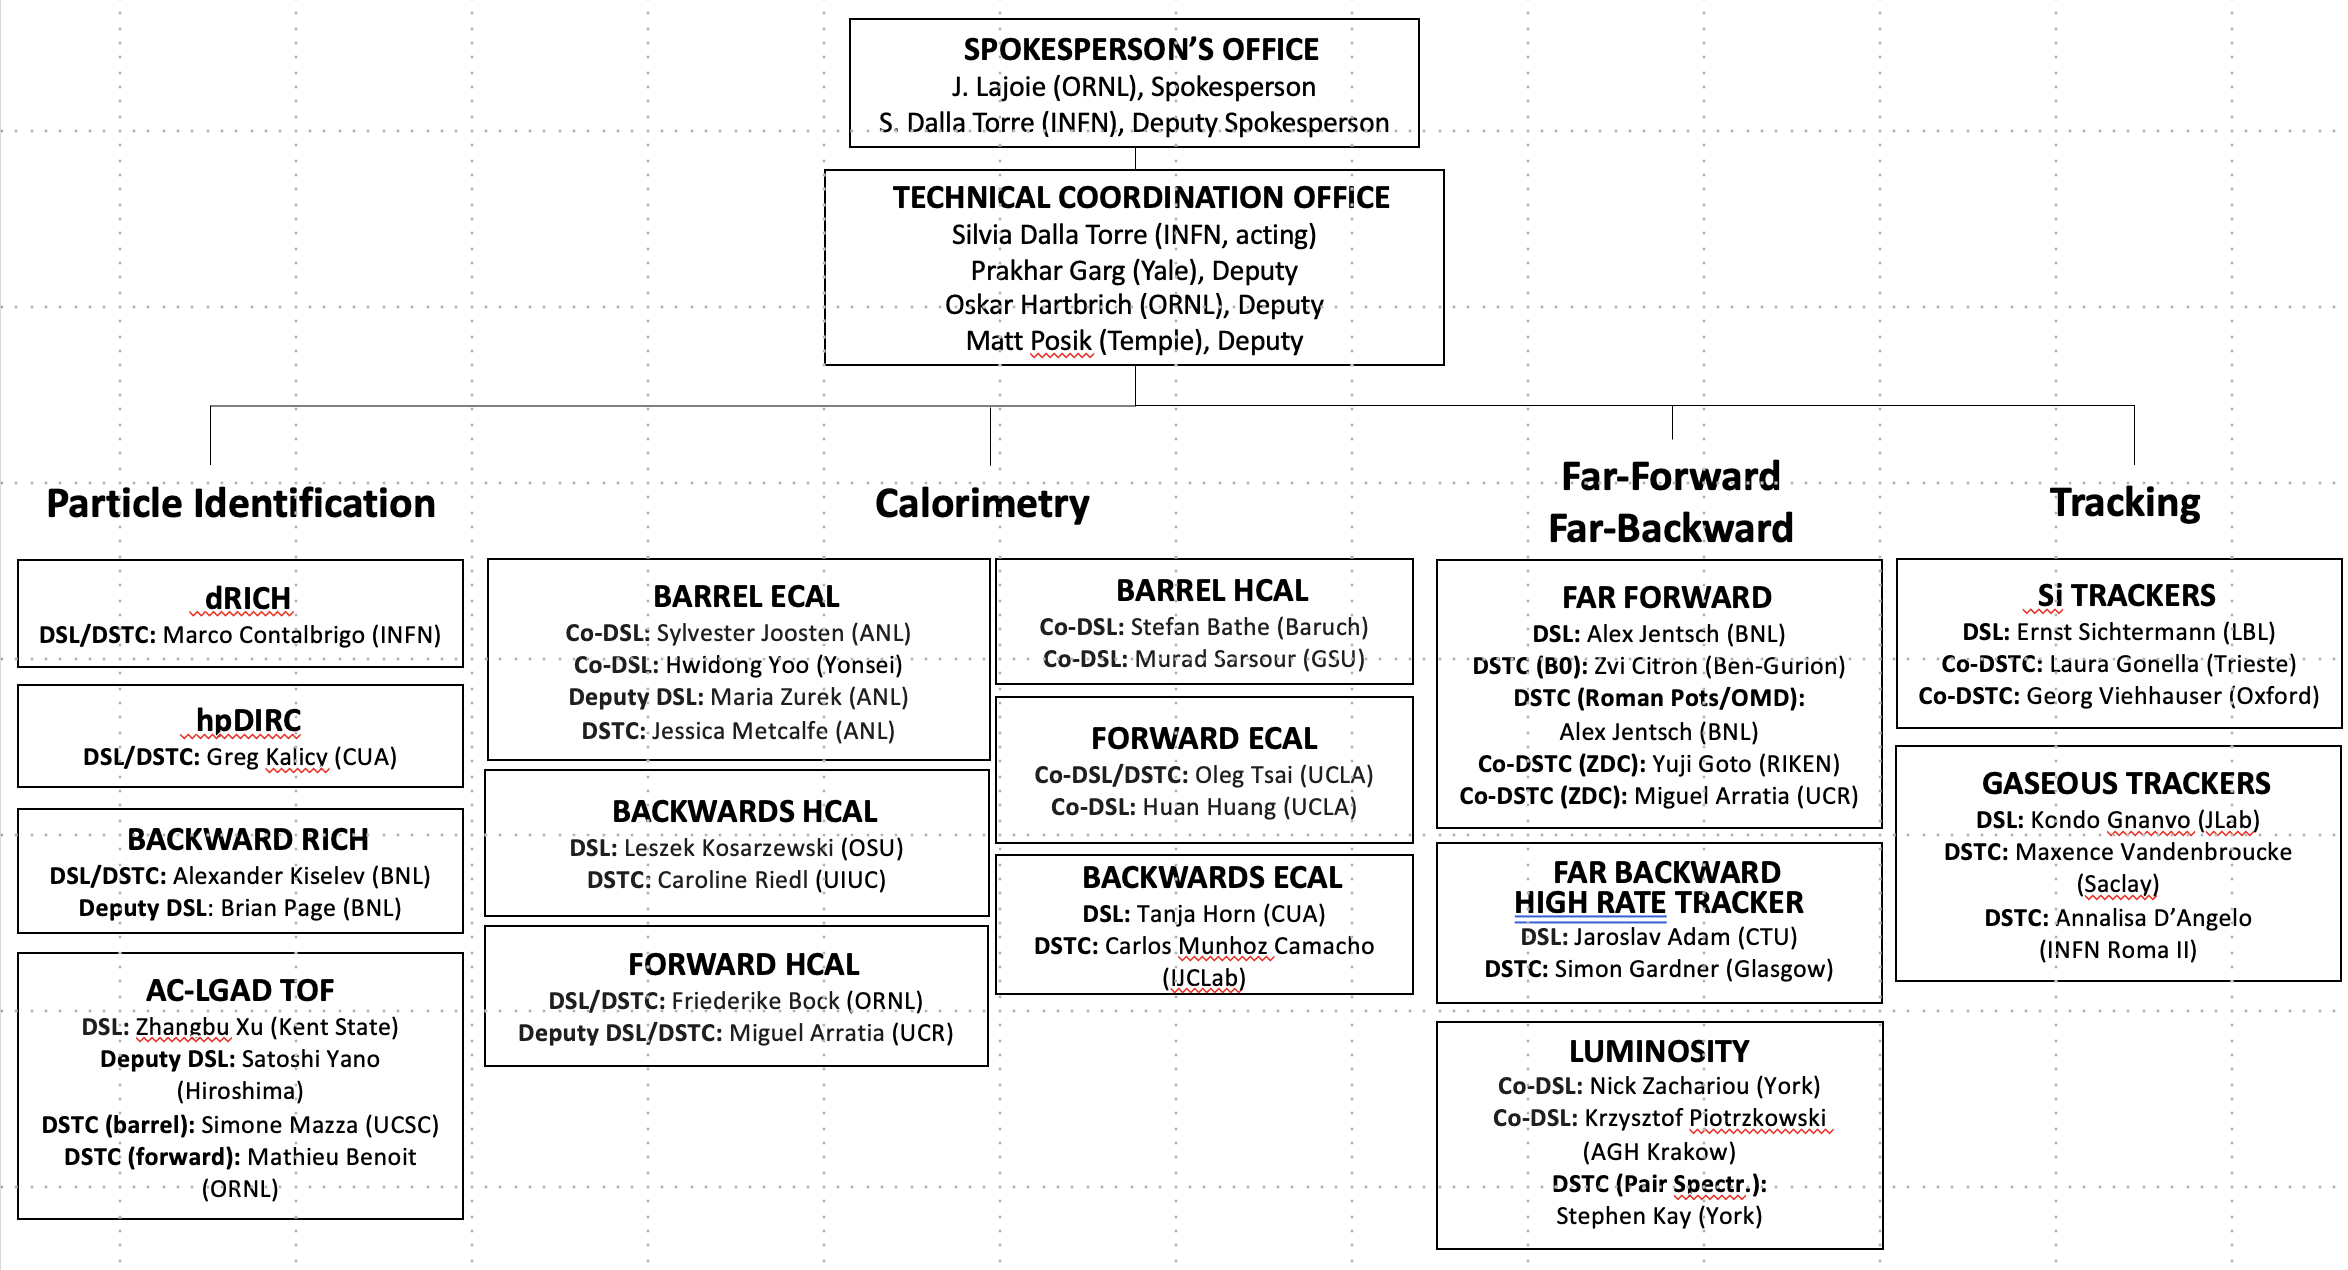 SPOKESPERSON’S OFFICE
J. Lajoie (ORNL), Spokesperson
S. Dalla Torre (INFN), Deputy Spokesperson
TECHNICAL COORDINATION OFFICE
Silvia Dalla Torre (INFN, acting)
Prakhar Garg (Yale), Deputy
Oskar Hartbrich (ORNL), Deputy
Matt Posik (Temple), Deputy
Particle Identification
dRICH
DSL/DSTC: Marco Contalbrigo (INFN)
hpDIRC
DSL/DSTC: Greg Kalicy (CUA)
BACKWARD RICH
DSL/DSTC: Alexander Kiselev (BNL)
Deputy DSL: Brian Page (BNL)
AC-LGAD TOF
DSL: Zhangbu Xu (Kent State)
Deputy DSL: Satoshi Yano
(Hiroshima)
DSTC (barrel): Simone Mazza (UCSC)
DSTC (forward): Mathieu Benoit
(ORNL)
Calorimetry
BARREL ECAL
Co-DSL: Sylvester Joosten (ANL)
Co-DSL: Hwidong Yoo (Yonsei)
Deputy DSL: Maria Zurek (ANL)
DSTC: Jessica Metcalfe (ANL)
BACKWARDS HCAL
DSL: Leszek Kosarzewski (OSU)
DSTC: Caroline Riedl (UIUC)
FORWARD HCAL
DSL/DSTC: Friederike Bock (ORNL)
Deputy DSL/DSTC: Miguel Arratia (UCR)
BARREL HCAL
Co-DSL: Stefan Bathe (Baruch)
Co-DSL: Murad Sarsour (GSU)
FORWARD ECAL
Co-DSL/DSTC: Oleg Tsai (UCLA)
Co-DSL: Huan Huang (UCLA)
BACKWARDS ECAL
DSL: Tanja Horn (CUA)
DSTC: Carlos Munhoz Camacho
(IJCLab)
Far-Forward
Far-Backward
FAR FORWARD
DSL: Alex Jentsch (BNL)
DSTC (B0): Zvi Citron (Ben-Gurion)
DSTC (Roman Pots/OMD):
Alex Jentsch (BNL)
Co-DSTC (ZDC): Yuji Goto (RIKEN)
Co-DSTC (ZDC): Miguel Arratia (UCR)
FAR BACKWARD
HIGH RATE TRACKER
DSL: Jaroslav Adam (CTU)
DSTC: Simon Gardner (Glasgow)
LUMINOSITY
Co-DSL: Nick Zachariou (York)
Co-DSL: Krzysztof Piotrzkowski
(AGH Krakow)
DSTC (Pair Spectr.):
Stephen Kay (York)
Tracking
Si TRACKERS
DSL: Ernst Sichtermann (LBL)
Co-DSTC: Laura Gonella (Trieste)
Co-DSTC: Georg Viehhauser (Oxford)
GASEOUS TRACKERS
DSL: Kondo Gnanvo (JLab)
DSTC: Maxence Vandenbroucke
(Saclay)
DSTC: Annalisa D’Angelo
(INFN Roma II)